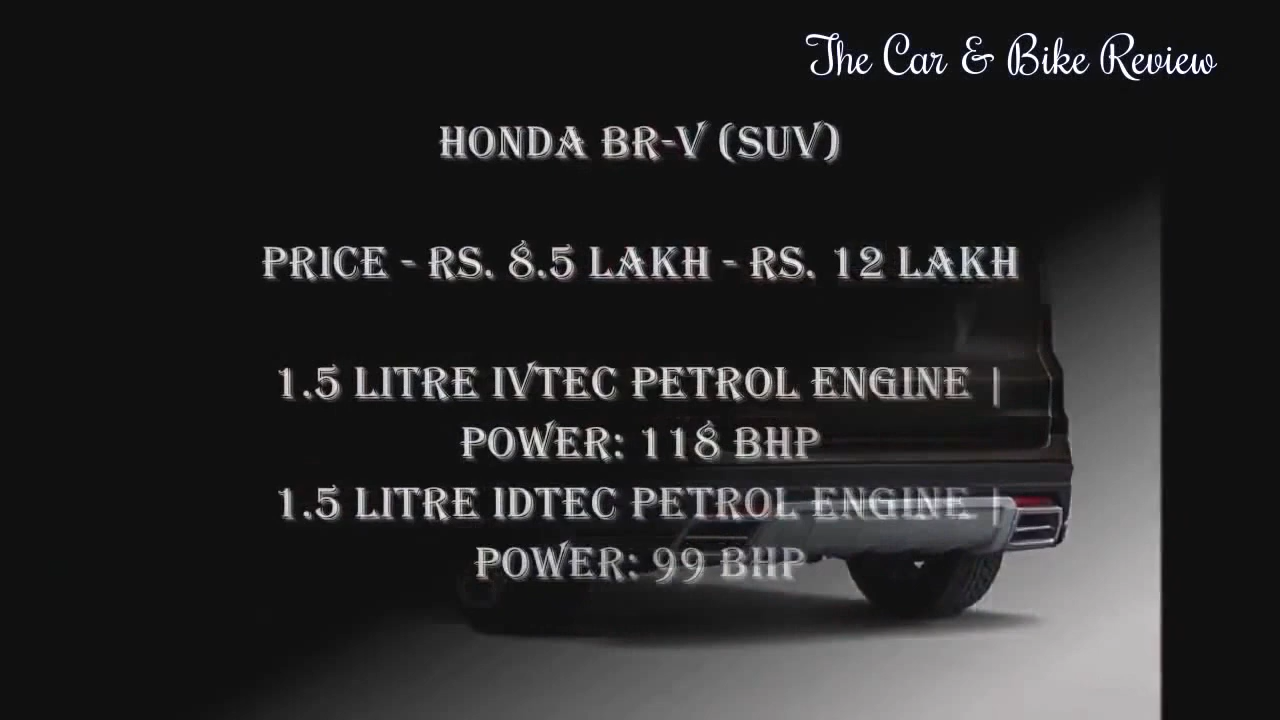 The Car & Bike Review
HONDA BR-V (SUV)
PRICE - RS. 8.5 LAKH - RS. 12 LAKH
1.5 LITRE IVTEC PETROL ENGINE |
POWER: 118 BHP
1.5 LITRE IDTEC PETROL ENGINE |
POWER: 99 BHP